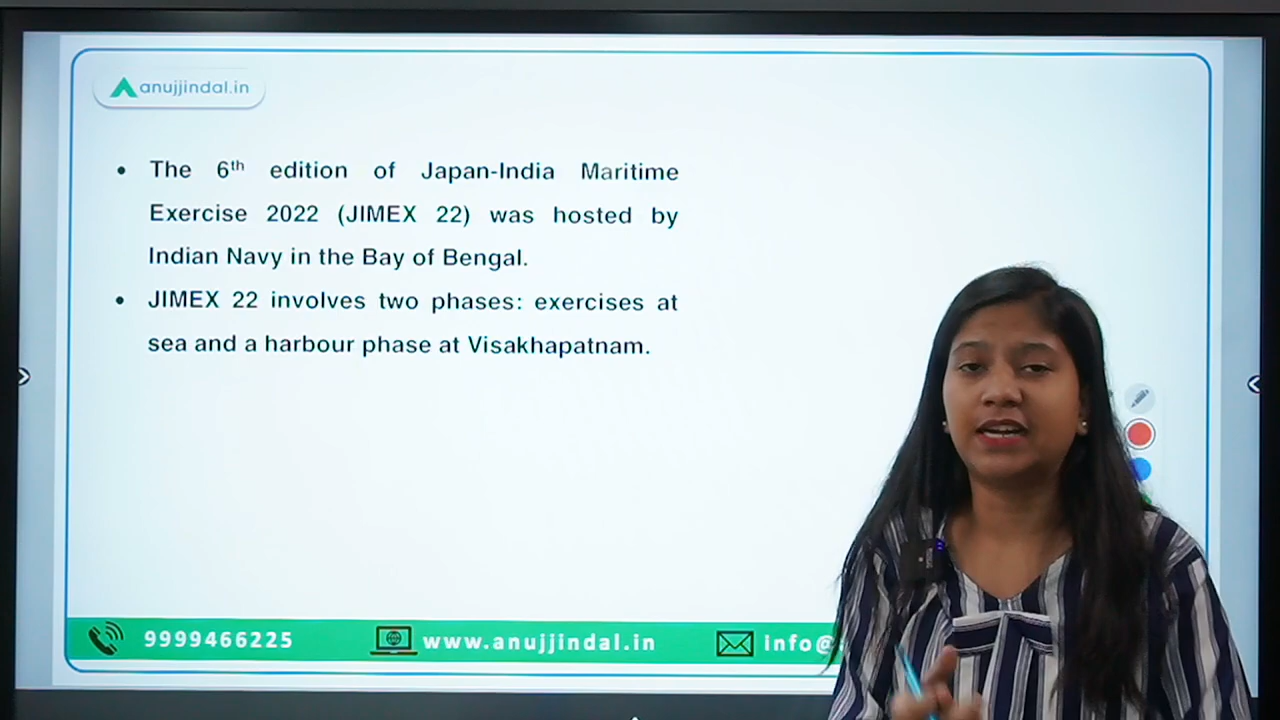 anujjindal.in
• The 6th edition of Japan-India Maritime
Exercise 2022 (JIMEX 22) was hosted by
Indian Navy in the Bay of Bengal.
• JIMEX 22 involves two phases: exercises at
sea and a harbour phase at Visakhapatnam.
9999466225 www.anujjindal.in info@